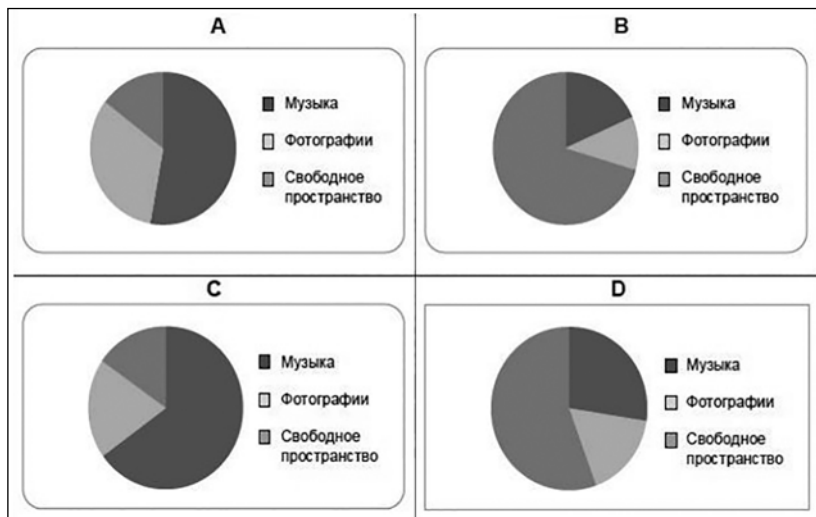 A
Музыка
Фотографии
Свободное
пространство
B
Музыка
Фотографии
Свободное
пространство
C
Музыка
Фотографии
Свободное
пространство
D
Музыка
Фотографии
Свободное
пространство